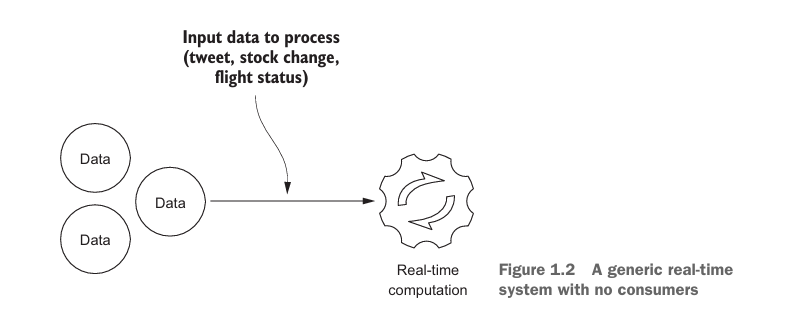 Input data to process
(tweet, stock change,
flight status)
Data
Data
Data
Real-time
computation
Figure 1.2 A generic real-time
system with no consumers